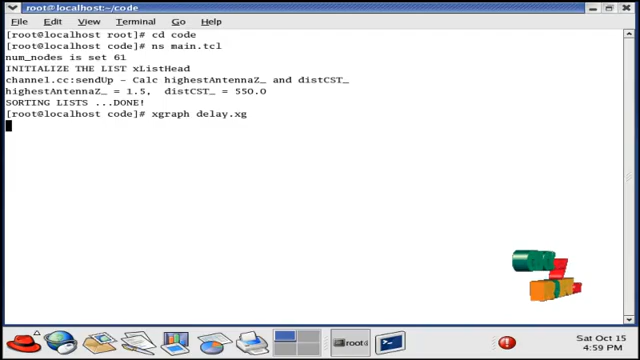 root@localhost:~/code
File Edit View Terminal Go Help
[root@localhost root]# cd code
[root@localhost code]# ns main.tcl
num_nodes is set 61
INITIALIZE THE LIST xListHead
channel.cc:sendUp - Calc highestAntennaZ_ and distCST_
highestAntennaZ_ = 1.5, distCST_ = 550.0
SORTING LISTS ...DONE!
[root@localhost code]# xgraph delay.xg
root@
Sat Oct 15
4:59 PM